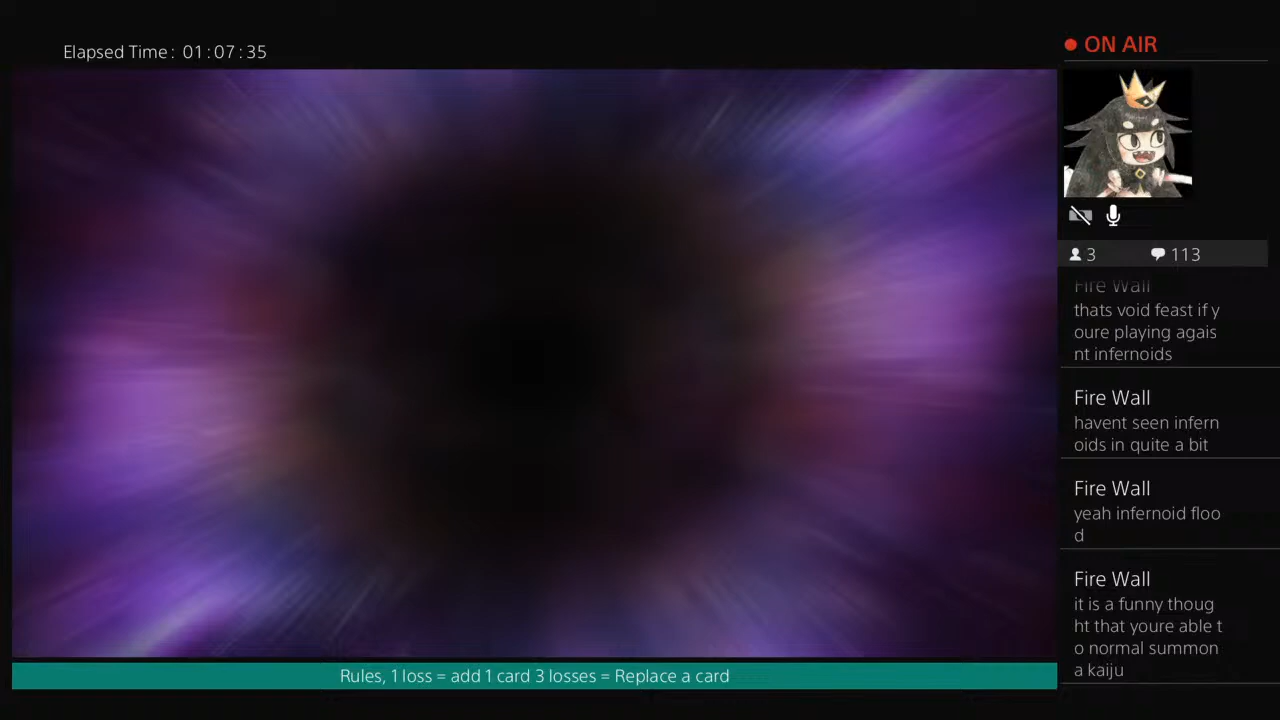 Elapsed Time: 01:07:35
ON AIR
3 113
Fire Wall
thats void feast if y
oure playing agais
nt infernoids
Fire Wall
havent seen infern
oids in quite a bit
Fire Wall
yeah infernoid floo
d
Fire Wall
it is a funny thoug
ht that youre able t
o normal summon
a kaiju
Rules, 1 loss = add 1 card 3 losses = Replace a card